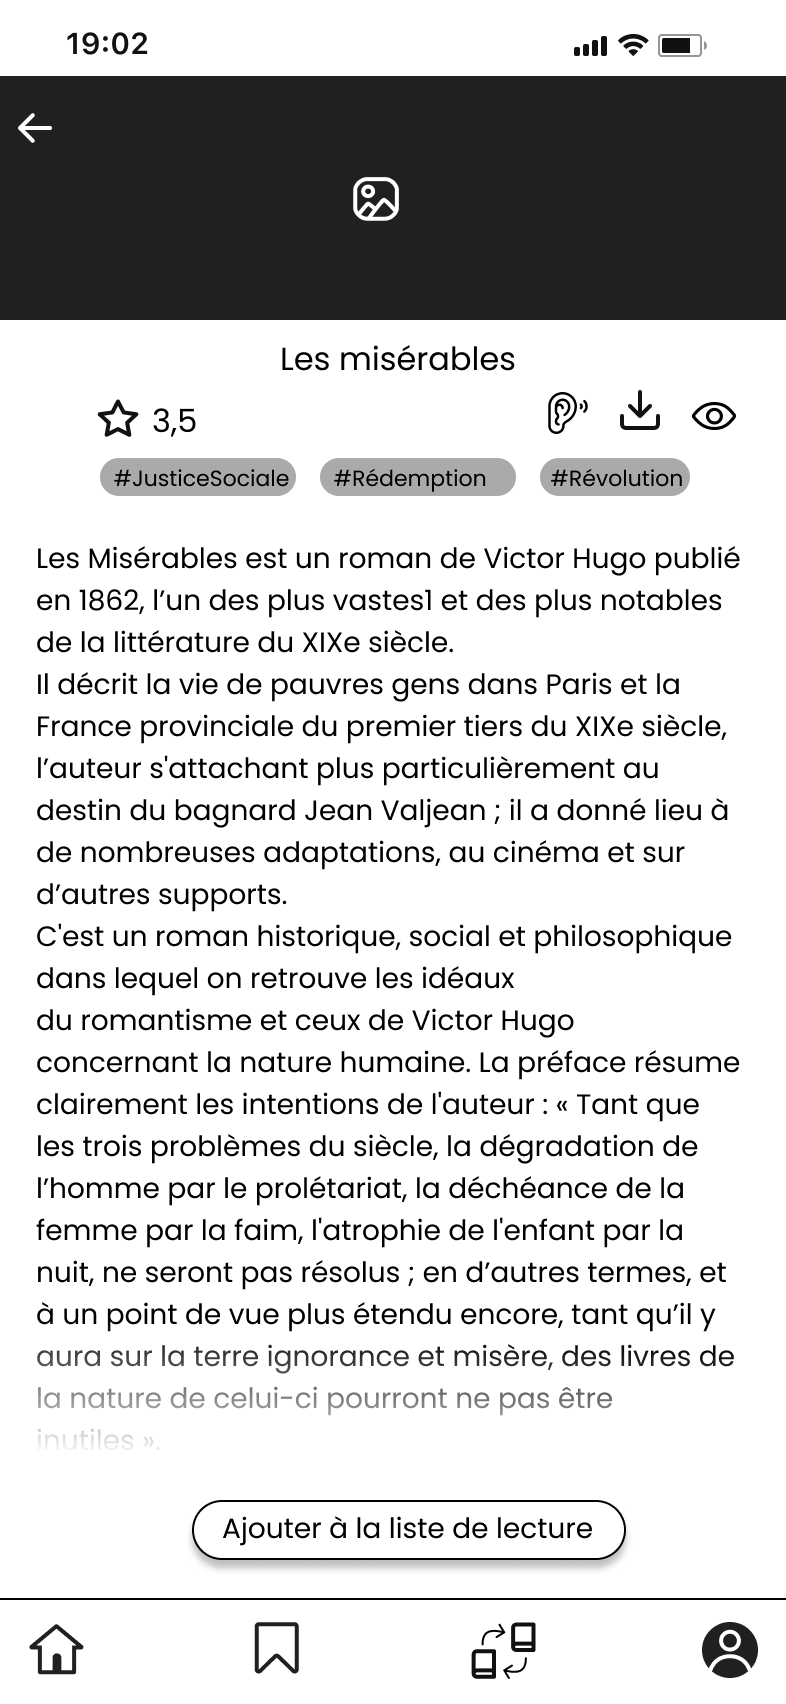 19:02
Les misérables
3,5
#JusticeSociale #Rédemption #Révolution
Les Misérables est un roman de Victor Hugo publié
en 1862, l’un des plus vastes1 et des plus notables
de la littérature du XIXe siècle.
Il décrit la vie de pauvres gens dans Paris et la
France provinciale du premier tiers du XIXe siècle,
l’auteur s'attachant plus particulièrement au
destin du bagnard Jean Valjean ; il a donné lieu à
de nombreuses adaptations, au cinéma et sur
d’autres supports.
C'est un roman historique, social et philosophique
dans lequel on retrouve les idéaux
du romantisme et ceux de Victor Hugo
concernant la nature humaine. La préface résume
clairement les intentions de l'auteur : « Tant que
les trois problèmes du siècle, la dégradation de
l’homme par le prolétariat, la déchéance de la
femme par la faim, l'atrophie de l'enfant par la
nuit, ne seront pas résolus ; en d’autres termes, et
à un point de vue plus étendu encore, tant qu’il y
aura sur la terre ignorance et misère, des livres de
la nature de celui-ci pourront ne pas être
inutiles ».
Ajouter à la liste de lecture